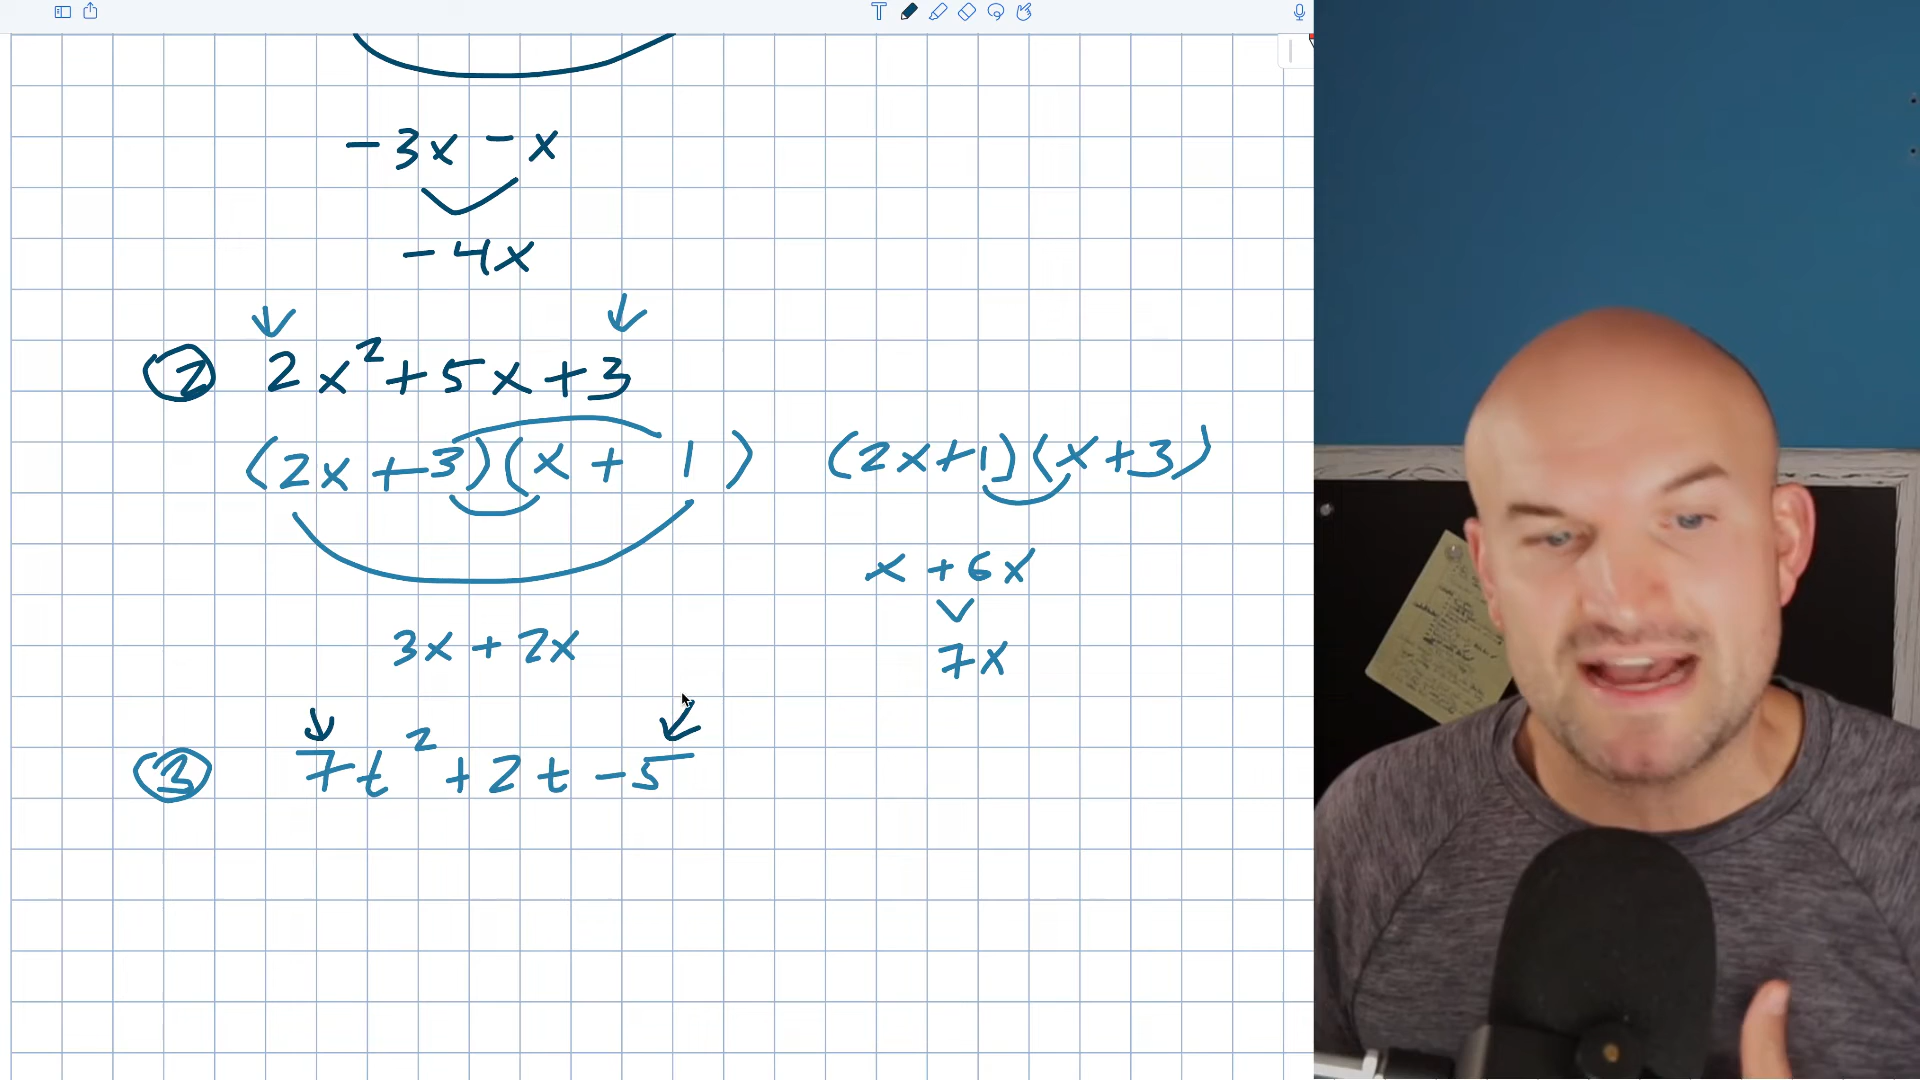 -3x - x
-4x
② 2x² + 5x + 3
(2x + 3)(x + 1) (2x+1)(x+3)
x + 6x
3x + 2x
7x
③ 7t² + 2t - 5